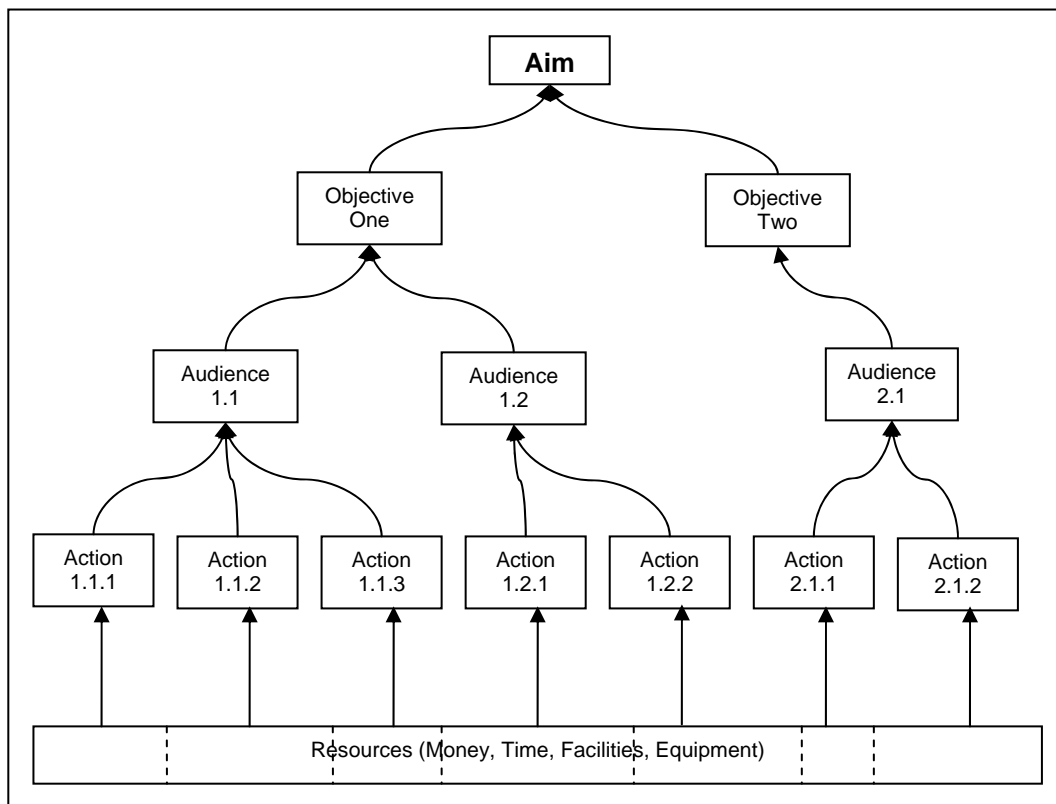 Aim
Objective
One
Objective
Two
Audience
1.1
Audience
1.2
Audience
2.1
Action
1.1.1
Action
1.1.2
Action
1.1.3
Action
1.2.1
Action
1.2.2
Action
2.1.1
Action
2.1.2
Resources (Money, Time, Facilities, Equipment)